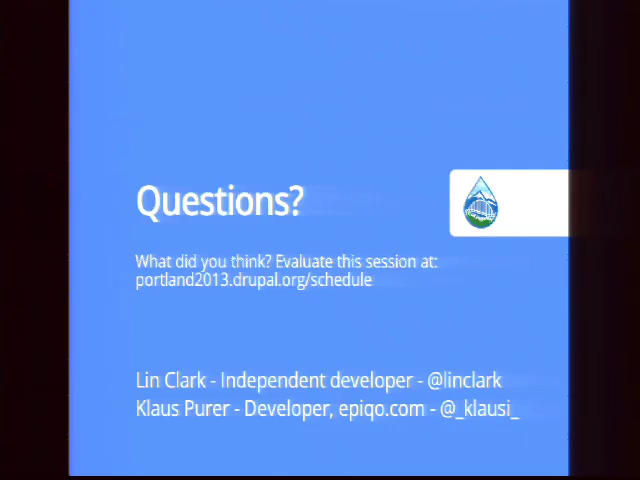 Questions?
What did you think? Evaluate this session at:
portland2013.drupal.org/schedule
Lin Clark - Independent developer - @linclark
Klaus Purer - Developer, epiqo.com - @_klausi_